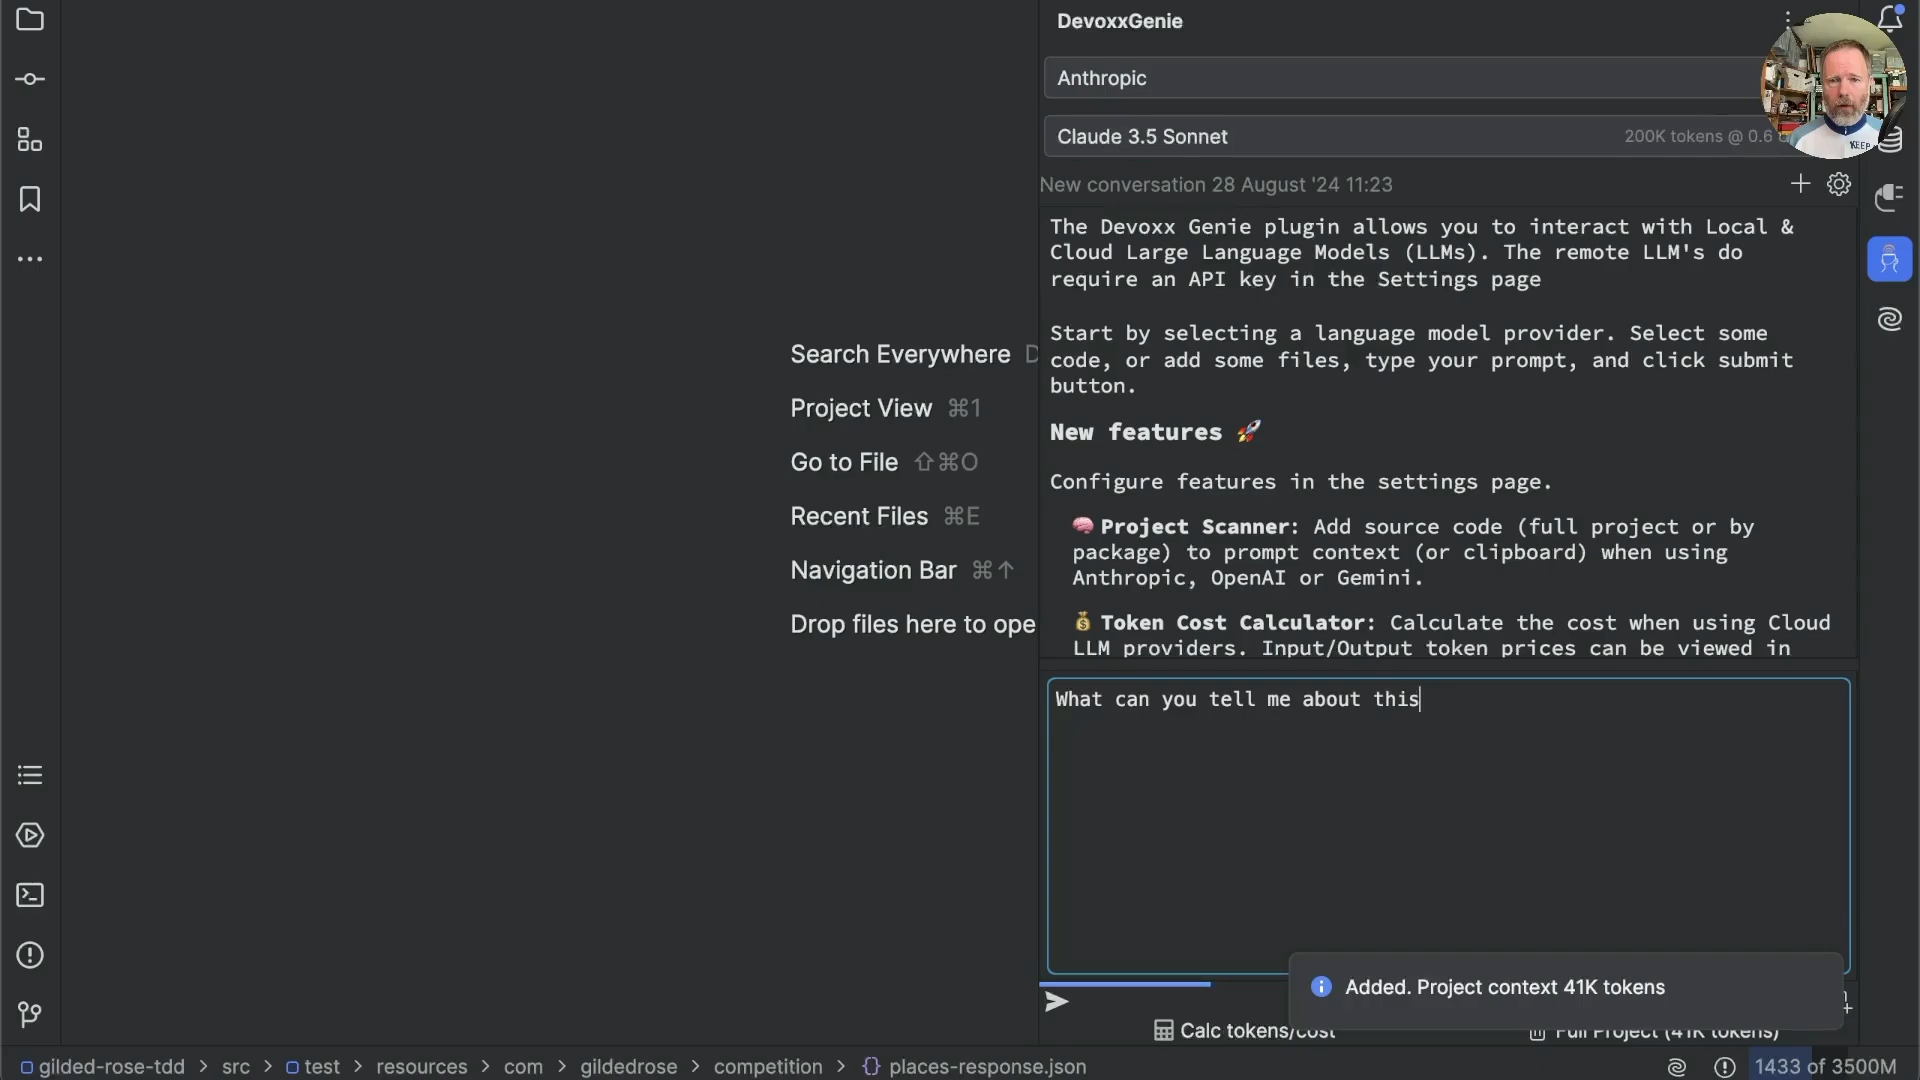 DevoxxGenie
Anthropic
Claude 3.5 Sonnet
200K tokens @ 0.6
KEEP
New conversation 28 August '24 11:23
The Devoxx Genie plugin allows you to interact with Local &
Cloud Large Language Models (LLMs). The remote LLM's do
require an API key in the Settings page
Start by selecting a language model provider. Select some
code, or add some files, type your prompt, and click submit
button.
New features 🚀
Configure features in the settings page.
🧠 Project Scanner: Add source code (full project or by
package) to prompt context (or clipboard) when using
Anthropic, OpenAI or Gemini.
💰 Token Cost Calculator: Calculate the cost when using Cloud
LLM providers. Input/Output token prices can be viewed in
Search Everywhere D
Project View ⌘1
Go to File ⇧⌘O
Recent Files ⌘E
Navigation Bar ⌘↑
Drop files here to ope
What can you tell me about this
Added. Project context 41K tokens
Calc tokens/cost
Full Project (41K tokens)
gilded-rose-tdd > src > test > resources > com > gildedrose > competition > {} places-response.json
1433 of 3500M